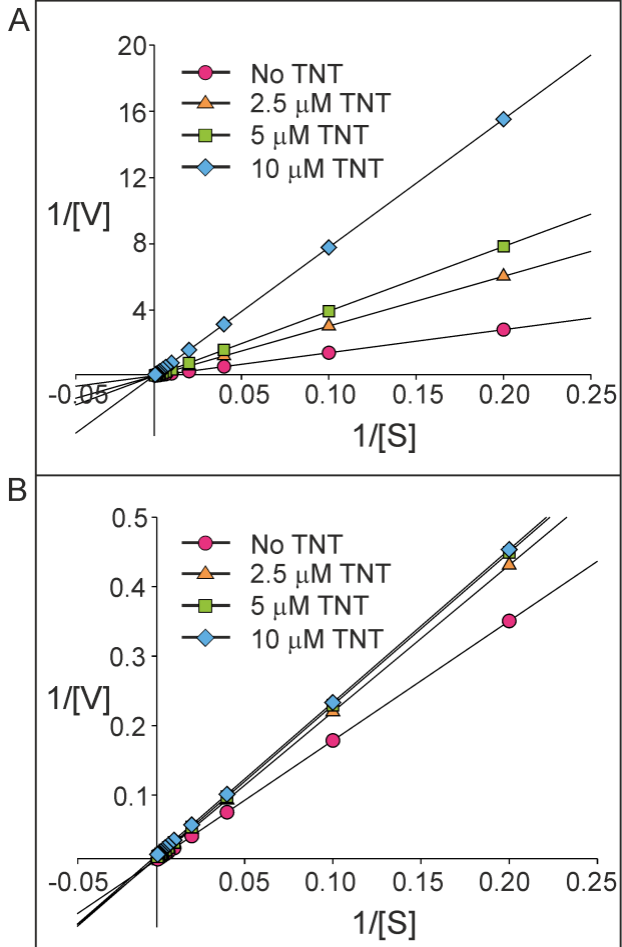 A
20
16
12
8
4
1/[V]
No TNT
2.5 μM TNT
5 μM TNT
10 μM TNT
-0.05
0.05
0.10
0.15
0.20
0.25
1/[S]
B
0.5
0.4
0.3
0.2
0.1
1/[V]
No TNT
2.5 μM TNT
5 μM TNT
10 μM TNT
-0.05
0.05
0.10
0.15
0.20
0.25
1/[S]